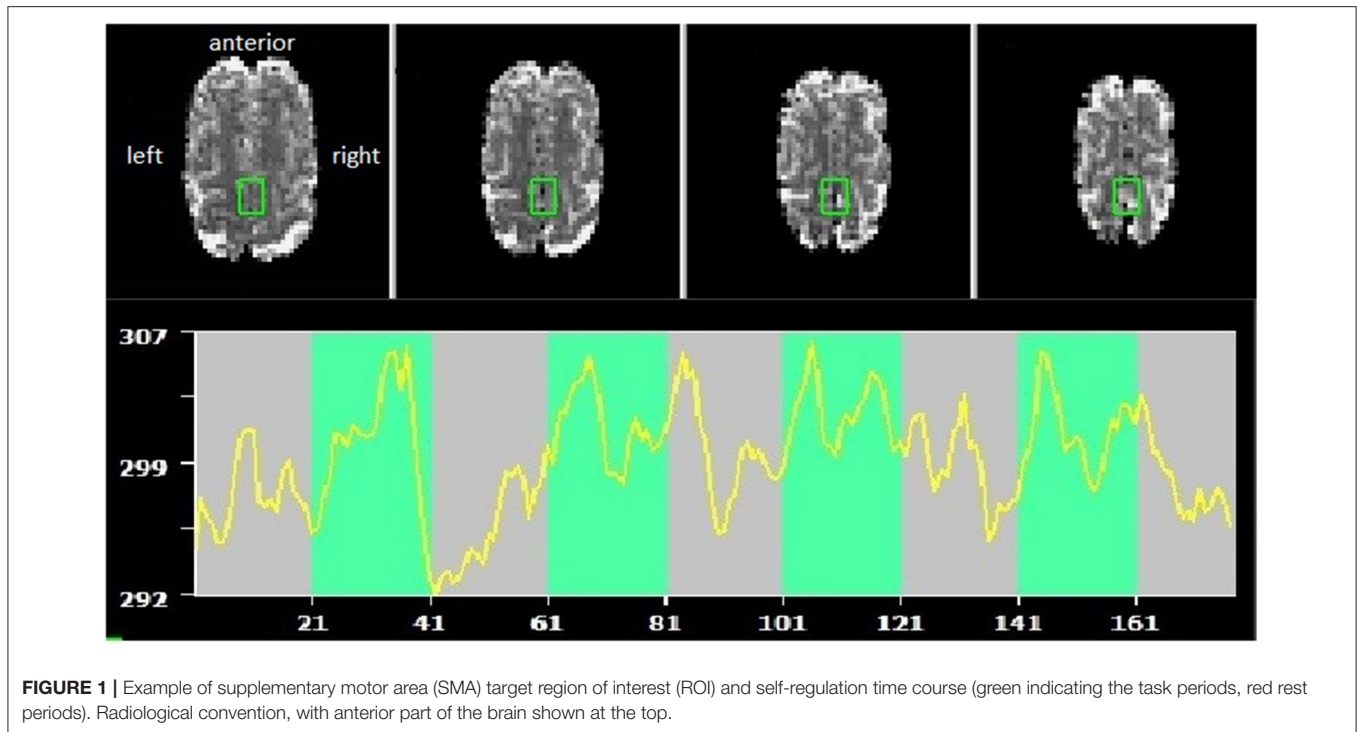 anterior
left
right
307
299
292
21 41 61 81 101 121 141 161
FIGURE 1 | Example of supplementary motor area (SMA) target region of interest (ROI) and self-regulation time course (green indicating the task periods, red rest
periods). Radiological convention, with anterior part of the brain shown at the top.